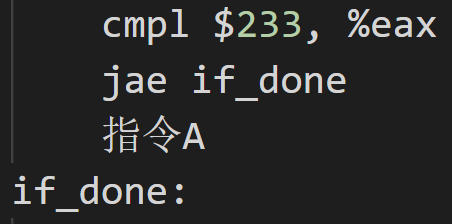 cmpl $233, %eax
jae if_done
指令A
if_done: